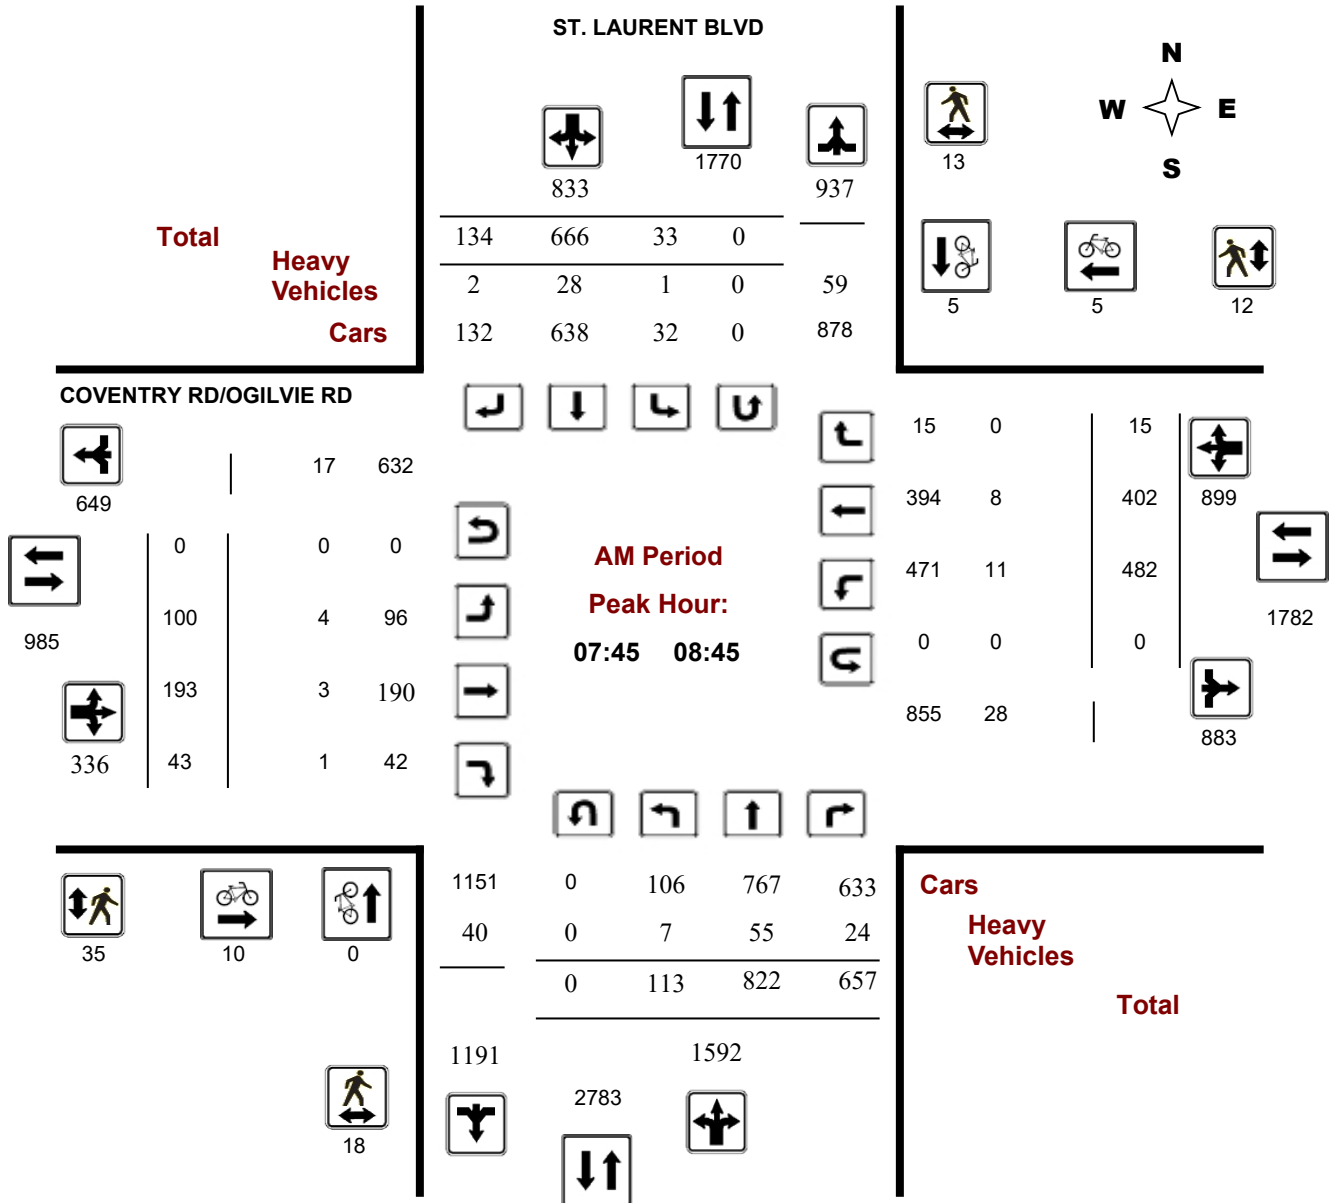 ST. LAURENT BLVD
N
W E
S
13
1770
833 937
Total 134 666 33 0
Heavy
Vehicles 2 28 1 0 59
Cars 132 638 32 0 878
5 5 12
COVENTRY RD/OGILVIE RD
15 0 15
17 632
649
394 8 402 899
0 0 0
AM Period
471 11 482
100 4 96
Peak Hour:
985
1782
07:45 08:45
0 0 0
193 3 190
855 28
883
336 43 1 42
1151 0 106 767 633 Cars
40 0 7 55 24 Heavy
Vehicles
35 10 0
0 113 822 657
Total
1191 1592
2783
18